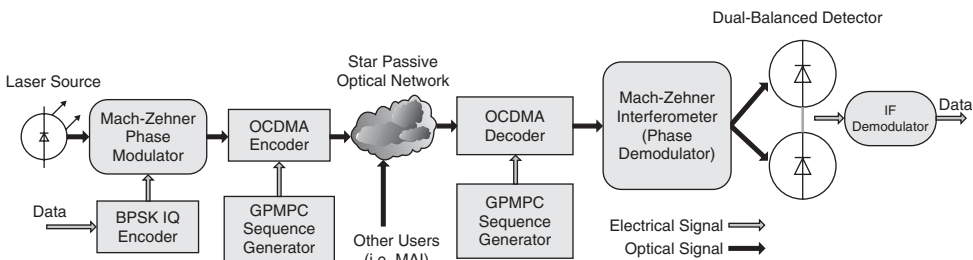 Dual-Balanced Detector
Laser Source
Star Passive
Optical Network
Mach-Zehner
Phase
Modulator
OCDMA
Encoder
OCDMA
Decoder
Mach-Zehner
Interferometer
(Phase
Demodulator)
IF
Demodulator
Data
Data
BPSK IQ
Encoder
GPMPC
Sequence
Generator
Other Users
(i.e. MAI)
GPMPC
Sequence
Generator
Electrical Signal
Optical Signal